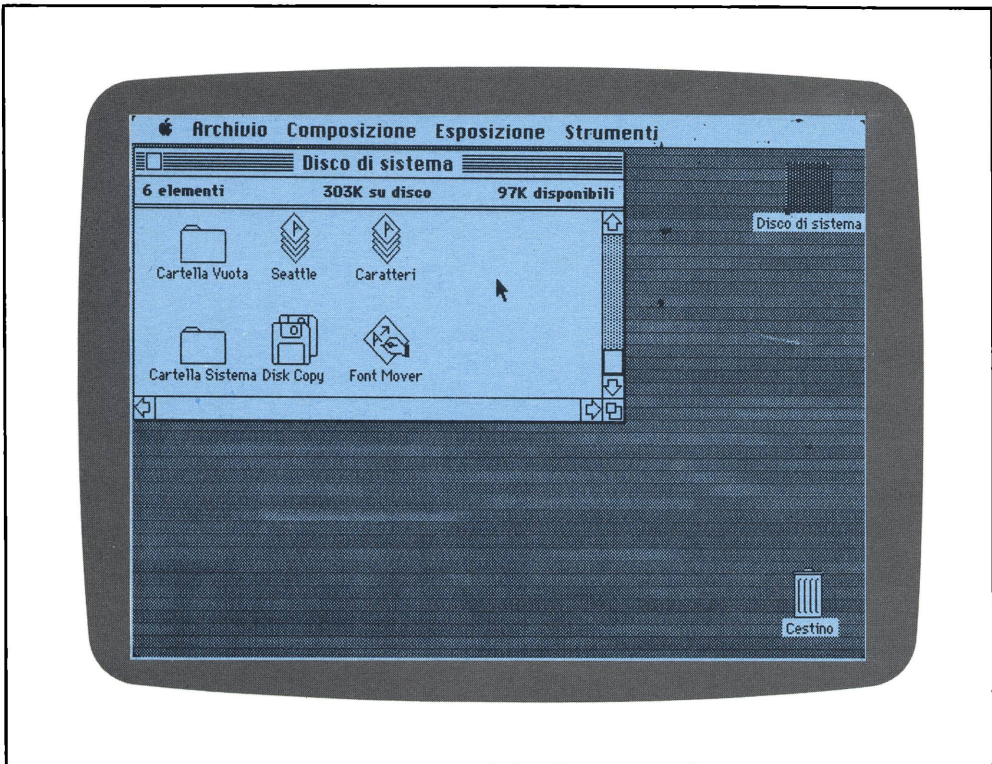 Archivio Composizione Esposizione Strumenti
Disco di sistema
6 elementi 303K su disco 97K disponibili
Disco di sistema
Cartella Vuota Seattle Caratteri
Cartella Sistema Disk Copy Font Mover
Cestino